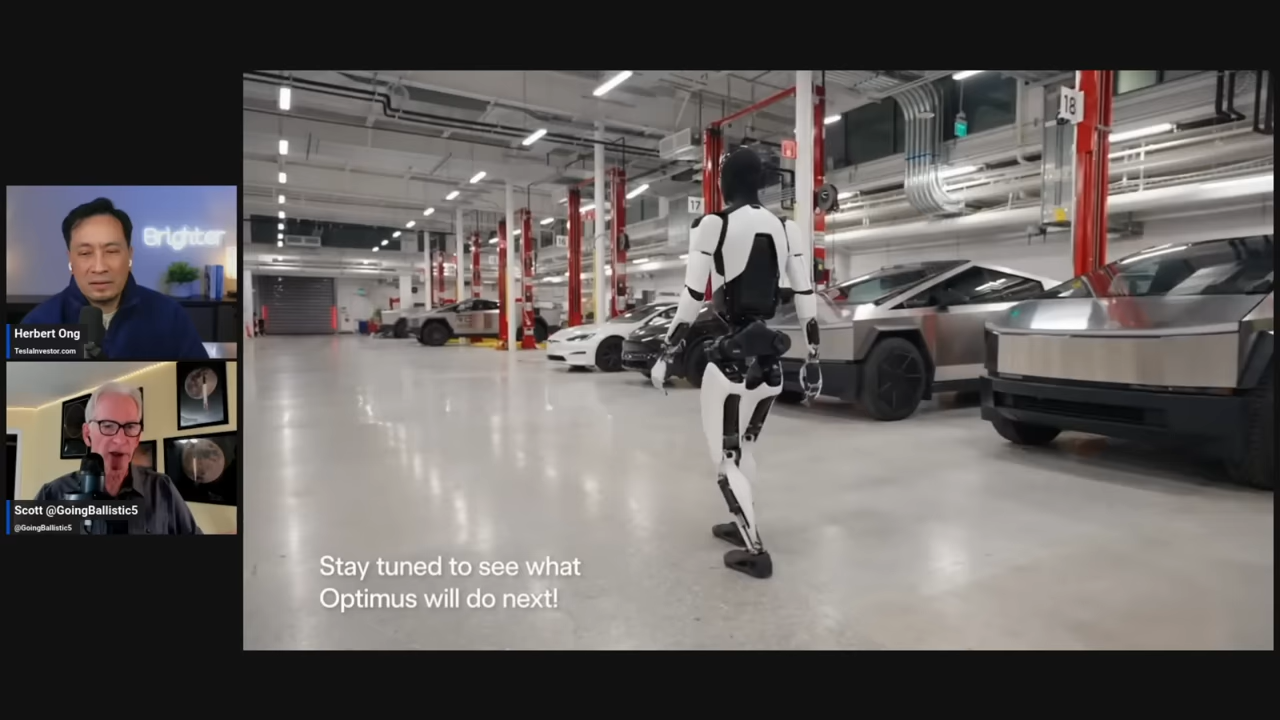 Brighter
Herbert Ong
TeslaInvestor.com
Scott @GoingBallistic5
@GoingBallistic5
17
18
Stay tuned to see what
Optimus will do next!